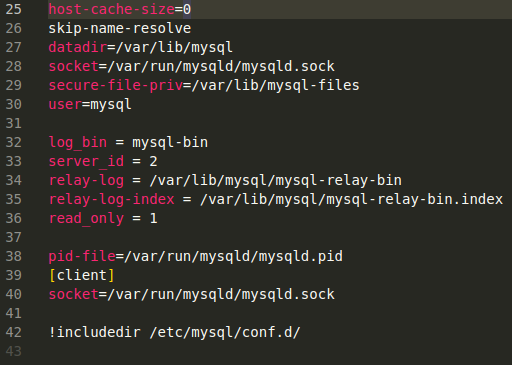 25 host-cache-size=0
26 skip-name-resolve
27 datadir=/var/lib/mysql
28 socket=/var/run/mysqld/mysqld.sock
29 secure-file-priv=/var/lib/mysql-files
30 user=mysql
31
32 log_bin = mysql-bin
33 server_id = 2
34 relay-log = /var/lib/mysql/mysql-relay-bin
35 relay-log-index = /var/lib/mysql/mysql-relay-bin.index
36 read_only = 1
37
38 pid-file=/var/run/mysqld/mysqld.pid
39 [client]
40 socket=/var/run/mysqld/mysqld.sock
41
42 !includedir /etc/mysql/conf.d/
43